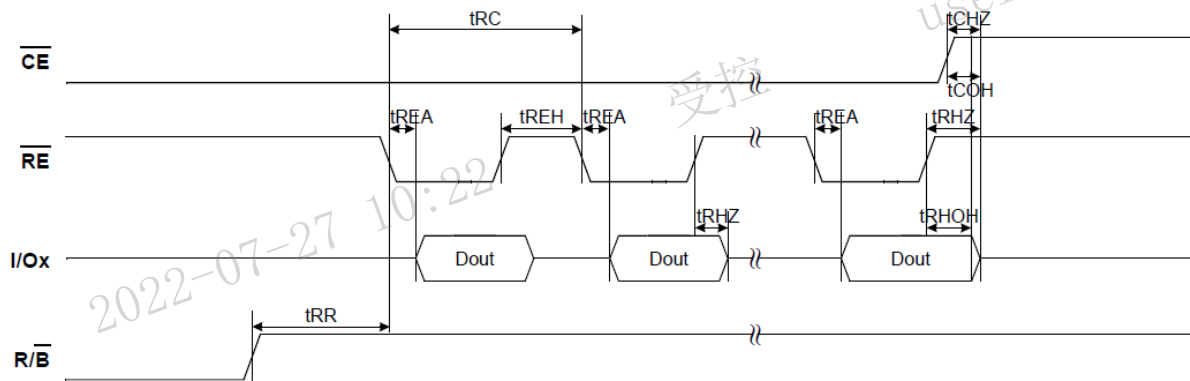 tRC
tCHZ
CE
tCOH
tREA
tREH
tREA
tREA
tRHZ
RE
tRHZ
tRHOH
I/Ox
Dout
Dout
Dout
tRR
R/B
受控
2022-07-27 10:22
use